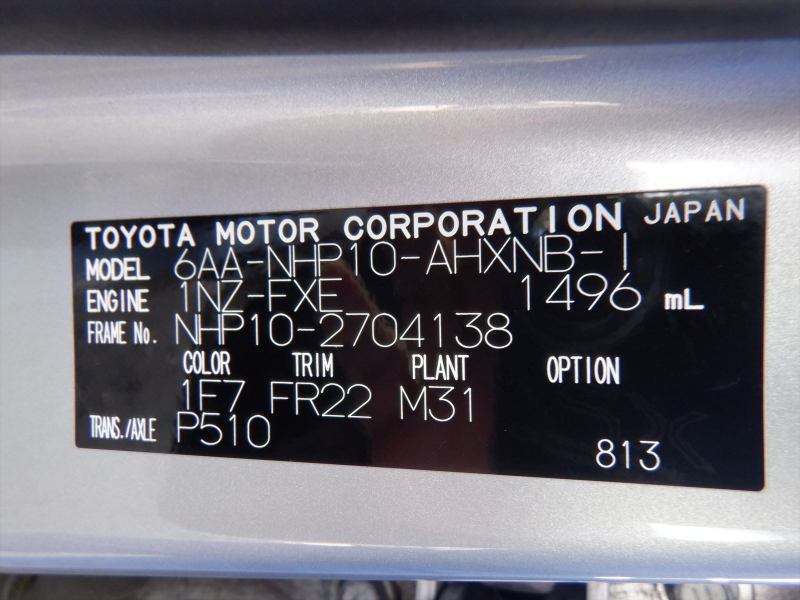 TOYOTA MOTOR CORPORATION JAPAN
MODEL 6AA-NHP10-AHXNB-I
ENGINE 1NZ-FXE 1496 mL
FRAME No. NHP10-2704138
COLOR TRIM PLANT OPTION
1F7 FR22 M31
TRANS./AXLE P510
813